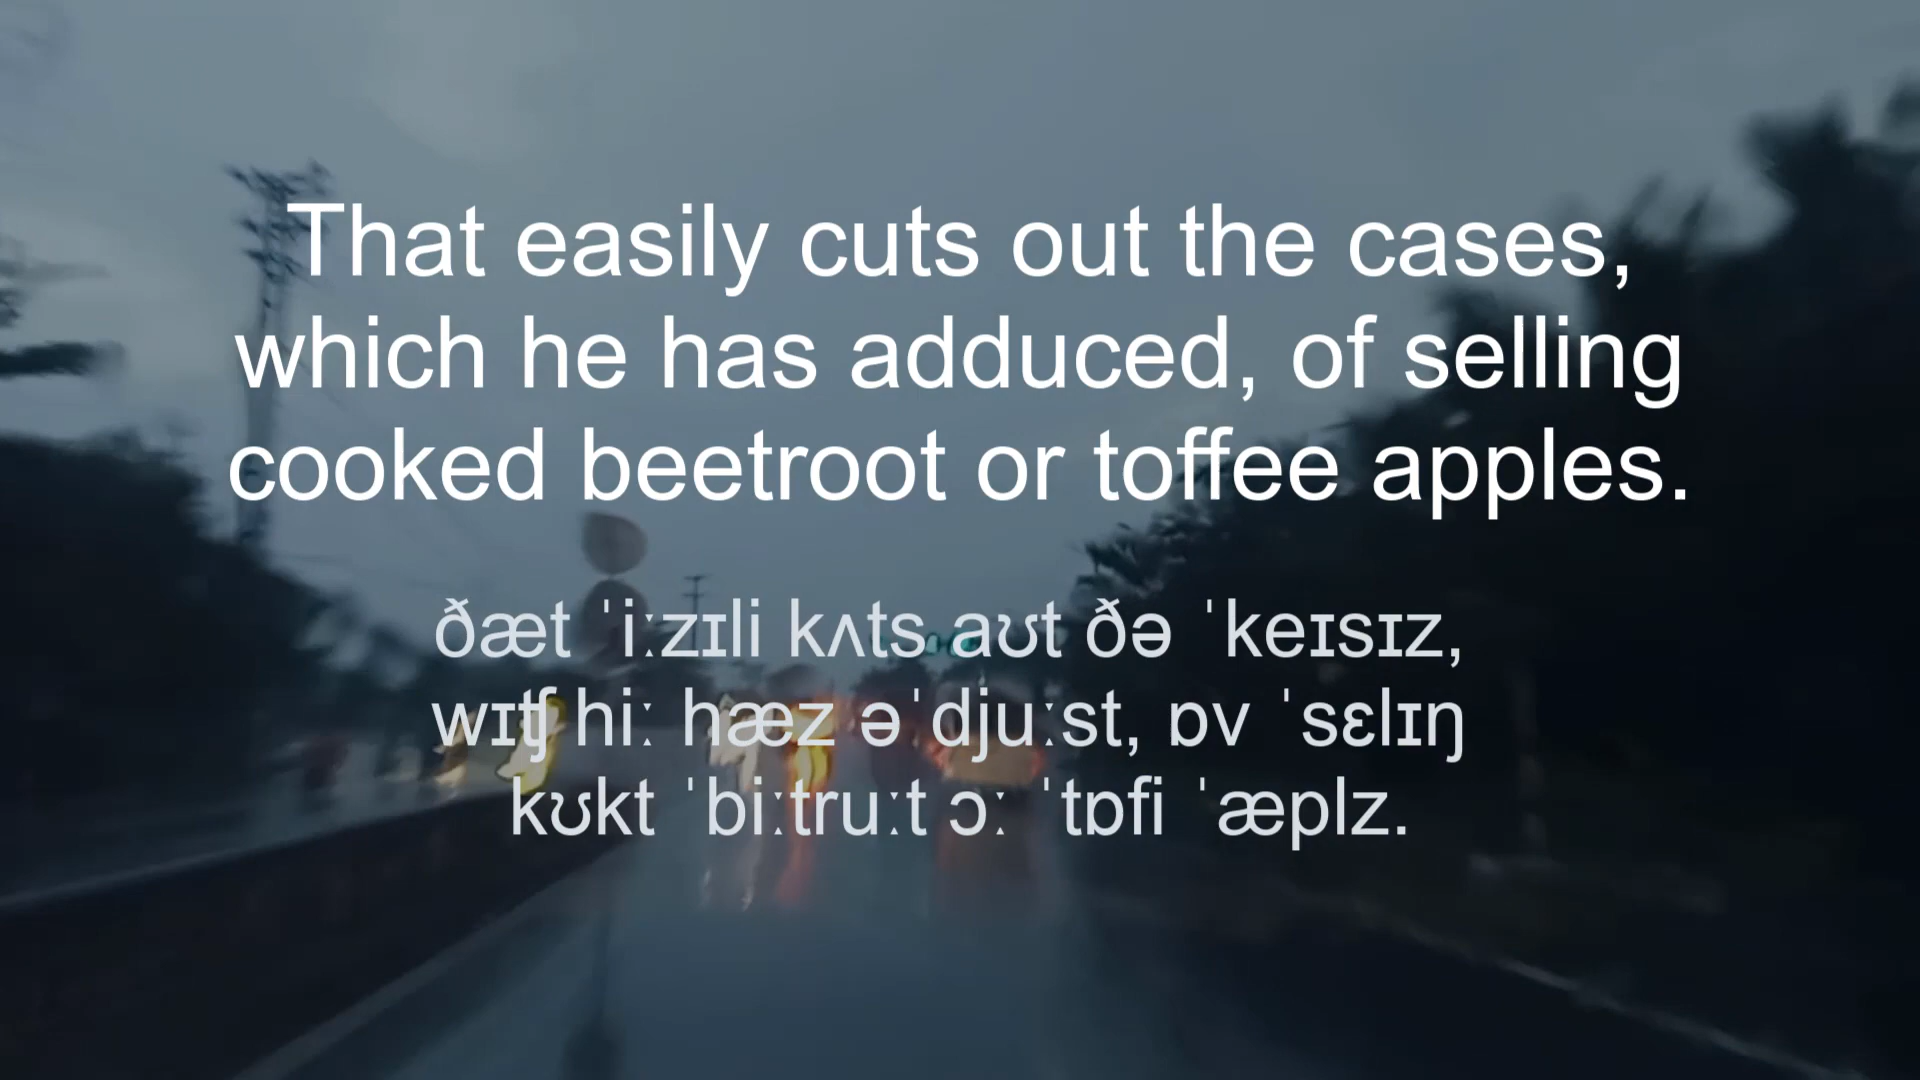 That easily cuts out the cases,
which he has adduced, of selling
cooked beetroot or toffee apples.
ðæt ˈiːzɪli kʌts aʊt ðə ˈkeɪsɪz,
wɪʧ hiː hæz əˈdjuːst, ɒv ˈsɛlɪŋ
kʊkt ˈbiːtruːt ɔː ˈtɒfi ˈæplz.